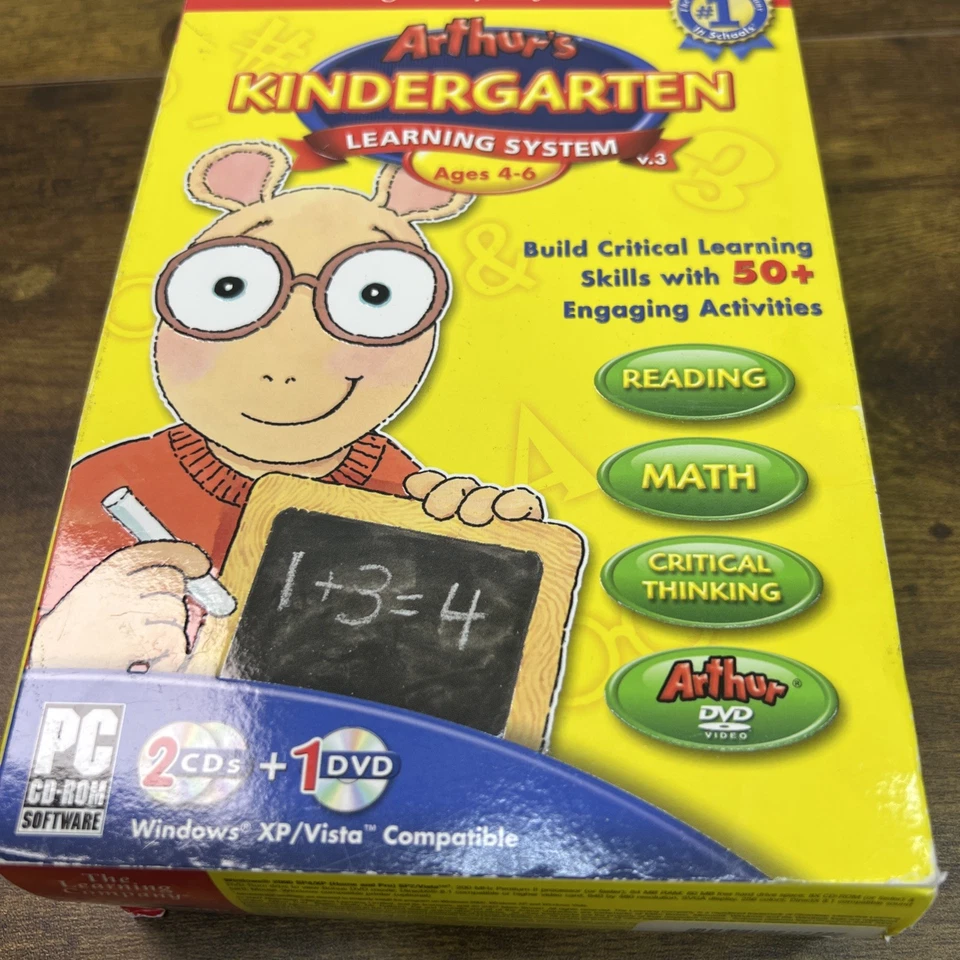 #1
in Schools
Arthur's
KINDERGARTEN
LEARNING SYSTEM
v.3
Ages 4-6
Build Critical Learning
Skills with 50+
Engaging Activities
READING
MATH
CRITICAL
THINKING
Arthur®
DVD
VIDEO
1+3=4
PC
CD-ROM
SOFTWARE
2 CDs + 1 DVD
Windows® XP/Vista™ Compatible
The
Learning
Company